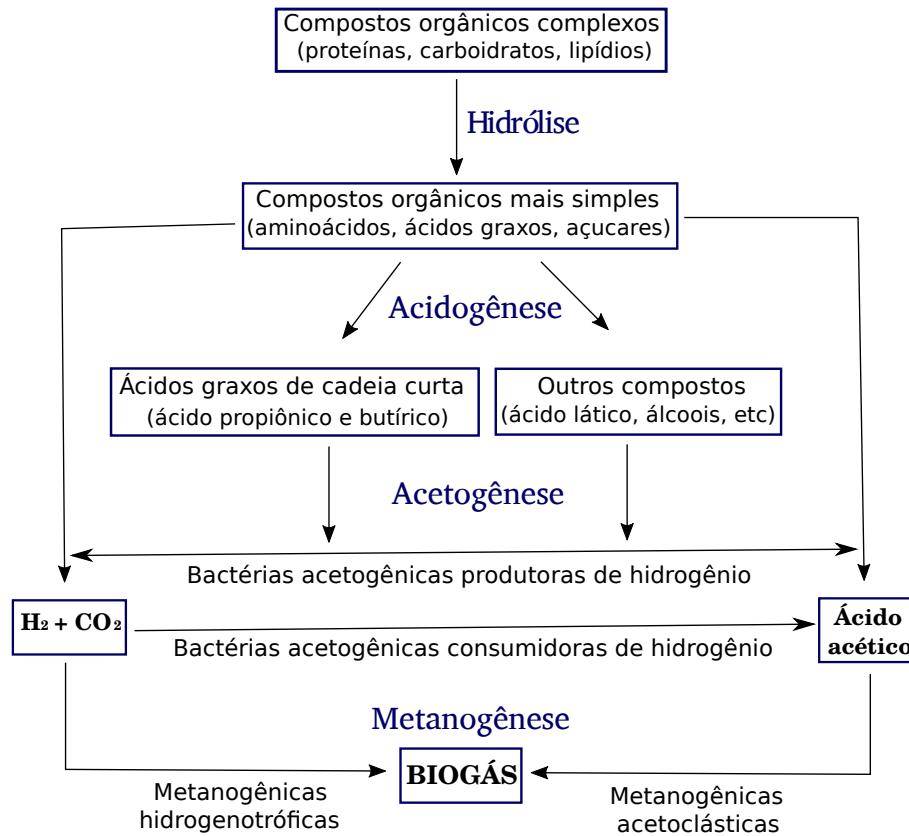 Compostos orgânicos complexos
(proteínas, carboidratos, lipídios)
Hidrólise
Compostos orgânicos mais simples
(aminoácidos, ácidos graxos, açucares)
Acidogênese
Ácidos graxos de cadeia curta
(ácido propiônico e butírico)
Outros compostos
(ácido lático, álcoois, etc)
Acetogênese
Bactérias acetogênicas produtoras de hidrogênio
H₂ + CO₂
Ácido
acético
Bactérias acetogênicas consumidoras de hidrogênio
Metanogênese
BIOGÁS
Metanogênicas
hidrogenotróficas
Metanogênicas
acetoclásticas